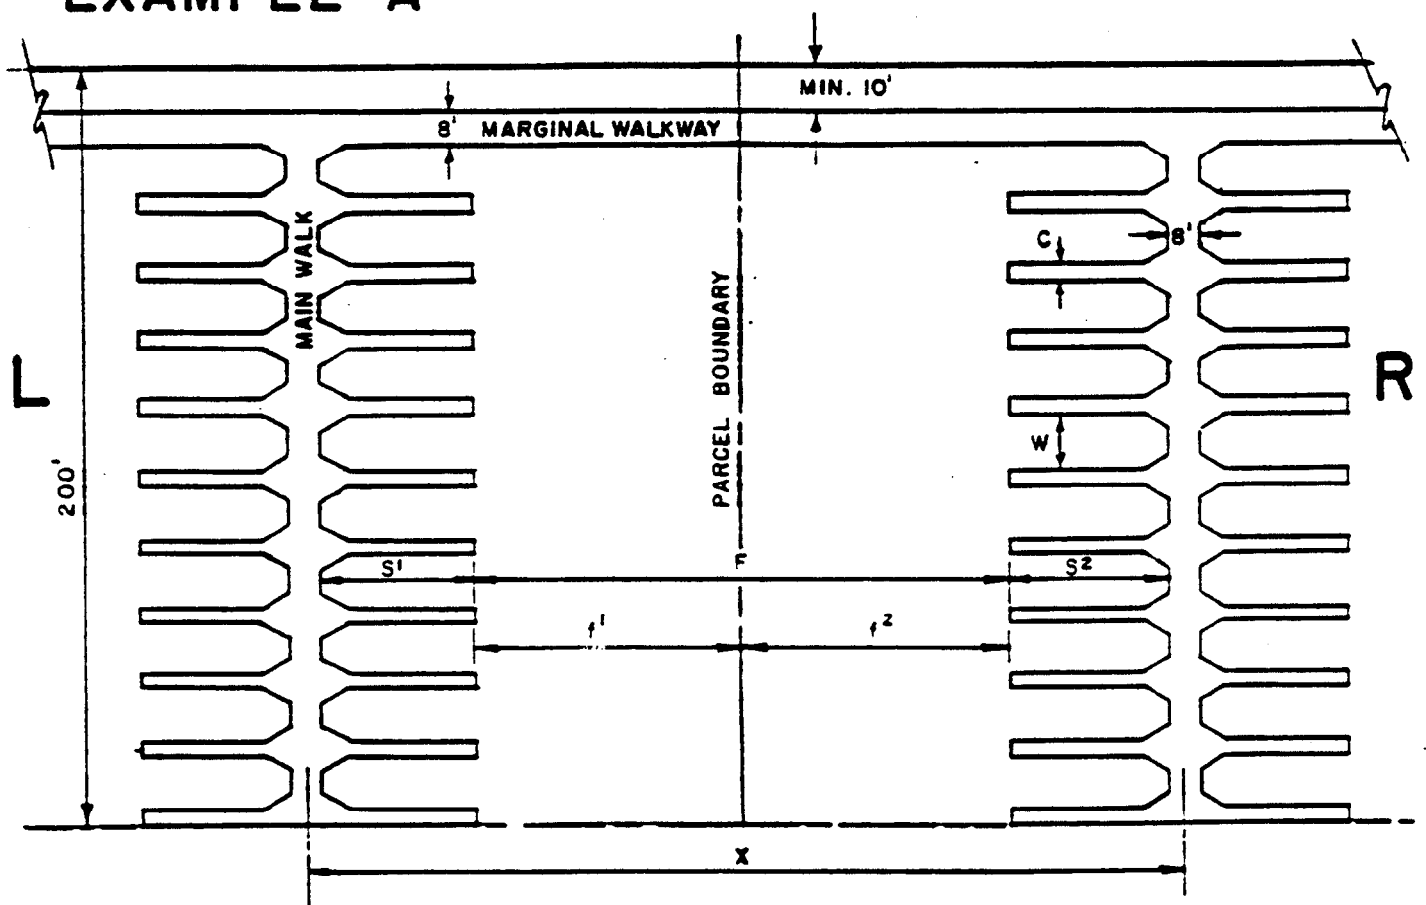 EXAMPLE A
MIN. 10'
8' MARGINAL WALKWAY
MAIN WALK
C
8'
PARCEL BOUNDARY
L
R
W
200'
S¹
F
S²
f¹
f²
X